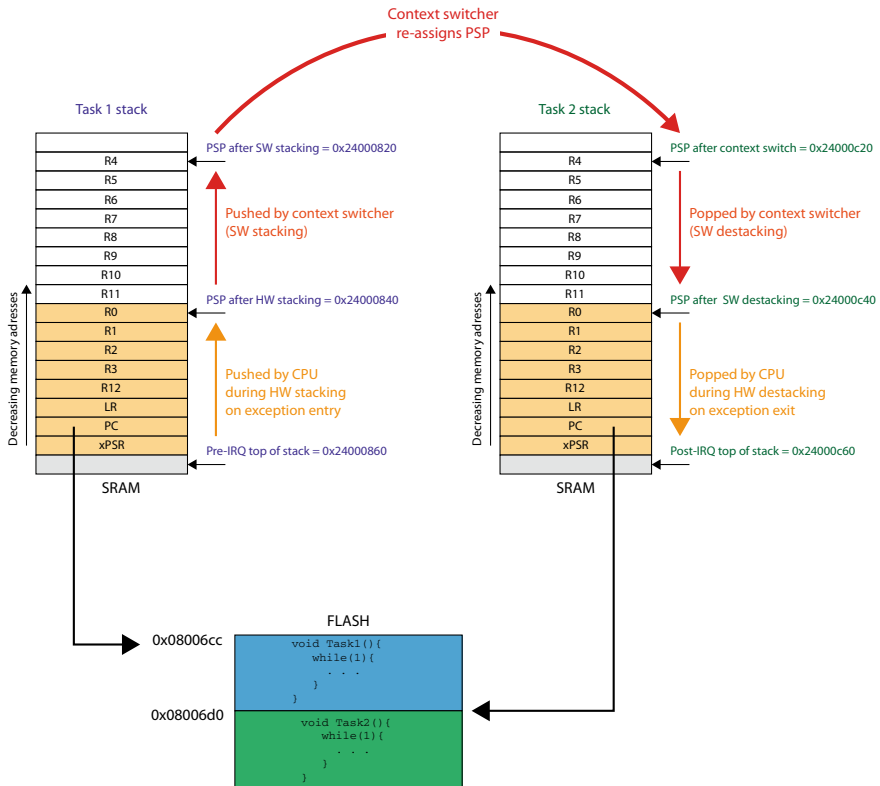 Context switcher
re-assigns PSP
Task 1 stack
R4
R5
R6
R7
R8
R9
R10
R11
R0
R1
R2
R3
R12
LR
PC
xPSR
SRAM
Decreasing memory adresses
PSP after SW stacking = 0x24000820
Pushed by context switcher
(SW stacking)
PSP after HW stacking = 0x24000840
Pushed by CPU
during HW stacking
on exception entry
Pre-IRQ top of stack = 0x24000860
Task 2 stack
R4
R5
R6
R7
R8
R9
R10
R11
R0
R1
R2
R3
R12
LR
PC
xPSR
SRAM
Decreasing memory adresses
PSP after context switch = 0x24000c20
Popped by context switcher
(SW destacking)
PSP after SW destacking = 0x24000c40
Popped by CPU
during HW destacking
on exception exit
Post-IRQ top of stack = 0x24000c60
FLASH
0x08006cc
void Task1(){
while(1){
. . .
}
}
0x08006d0
void Task2(){
while(1){
. . .
}
}